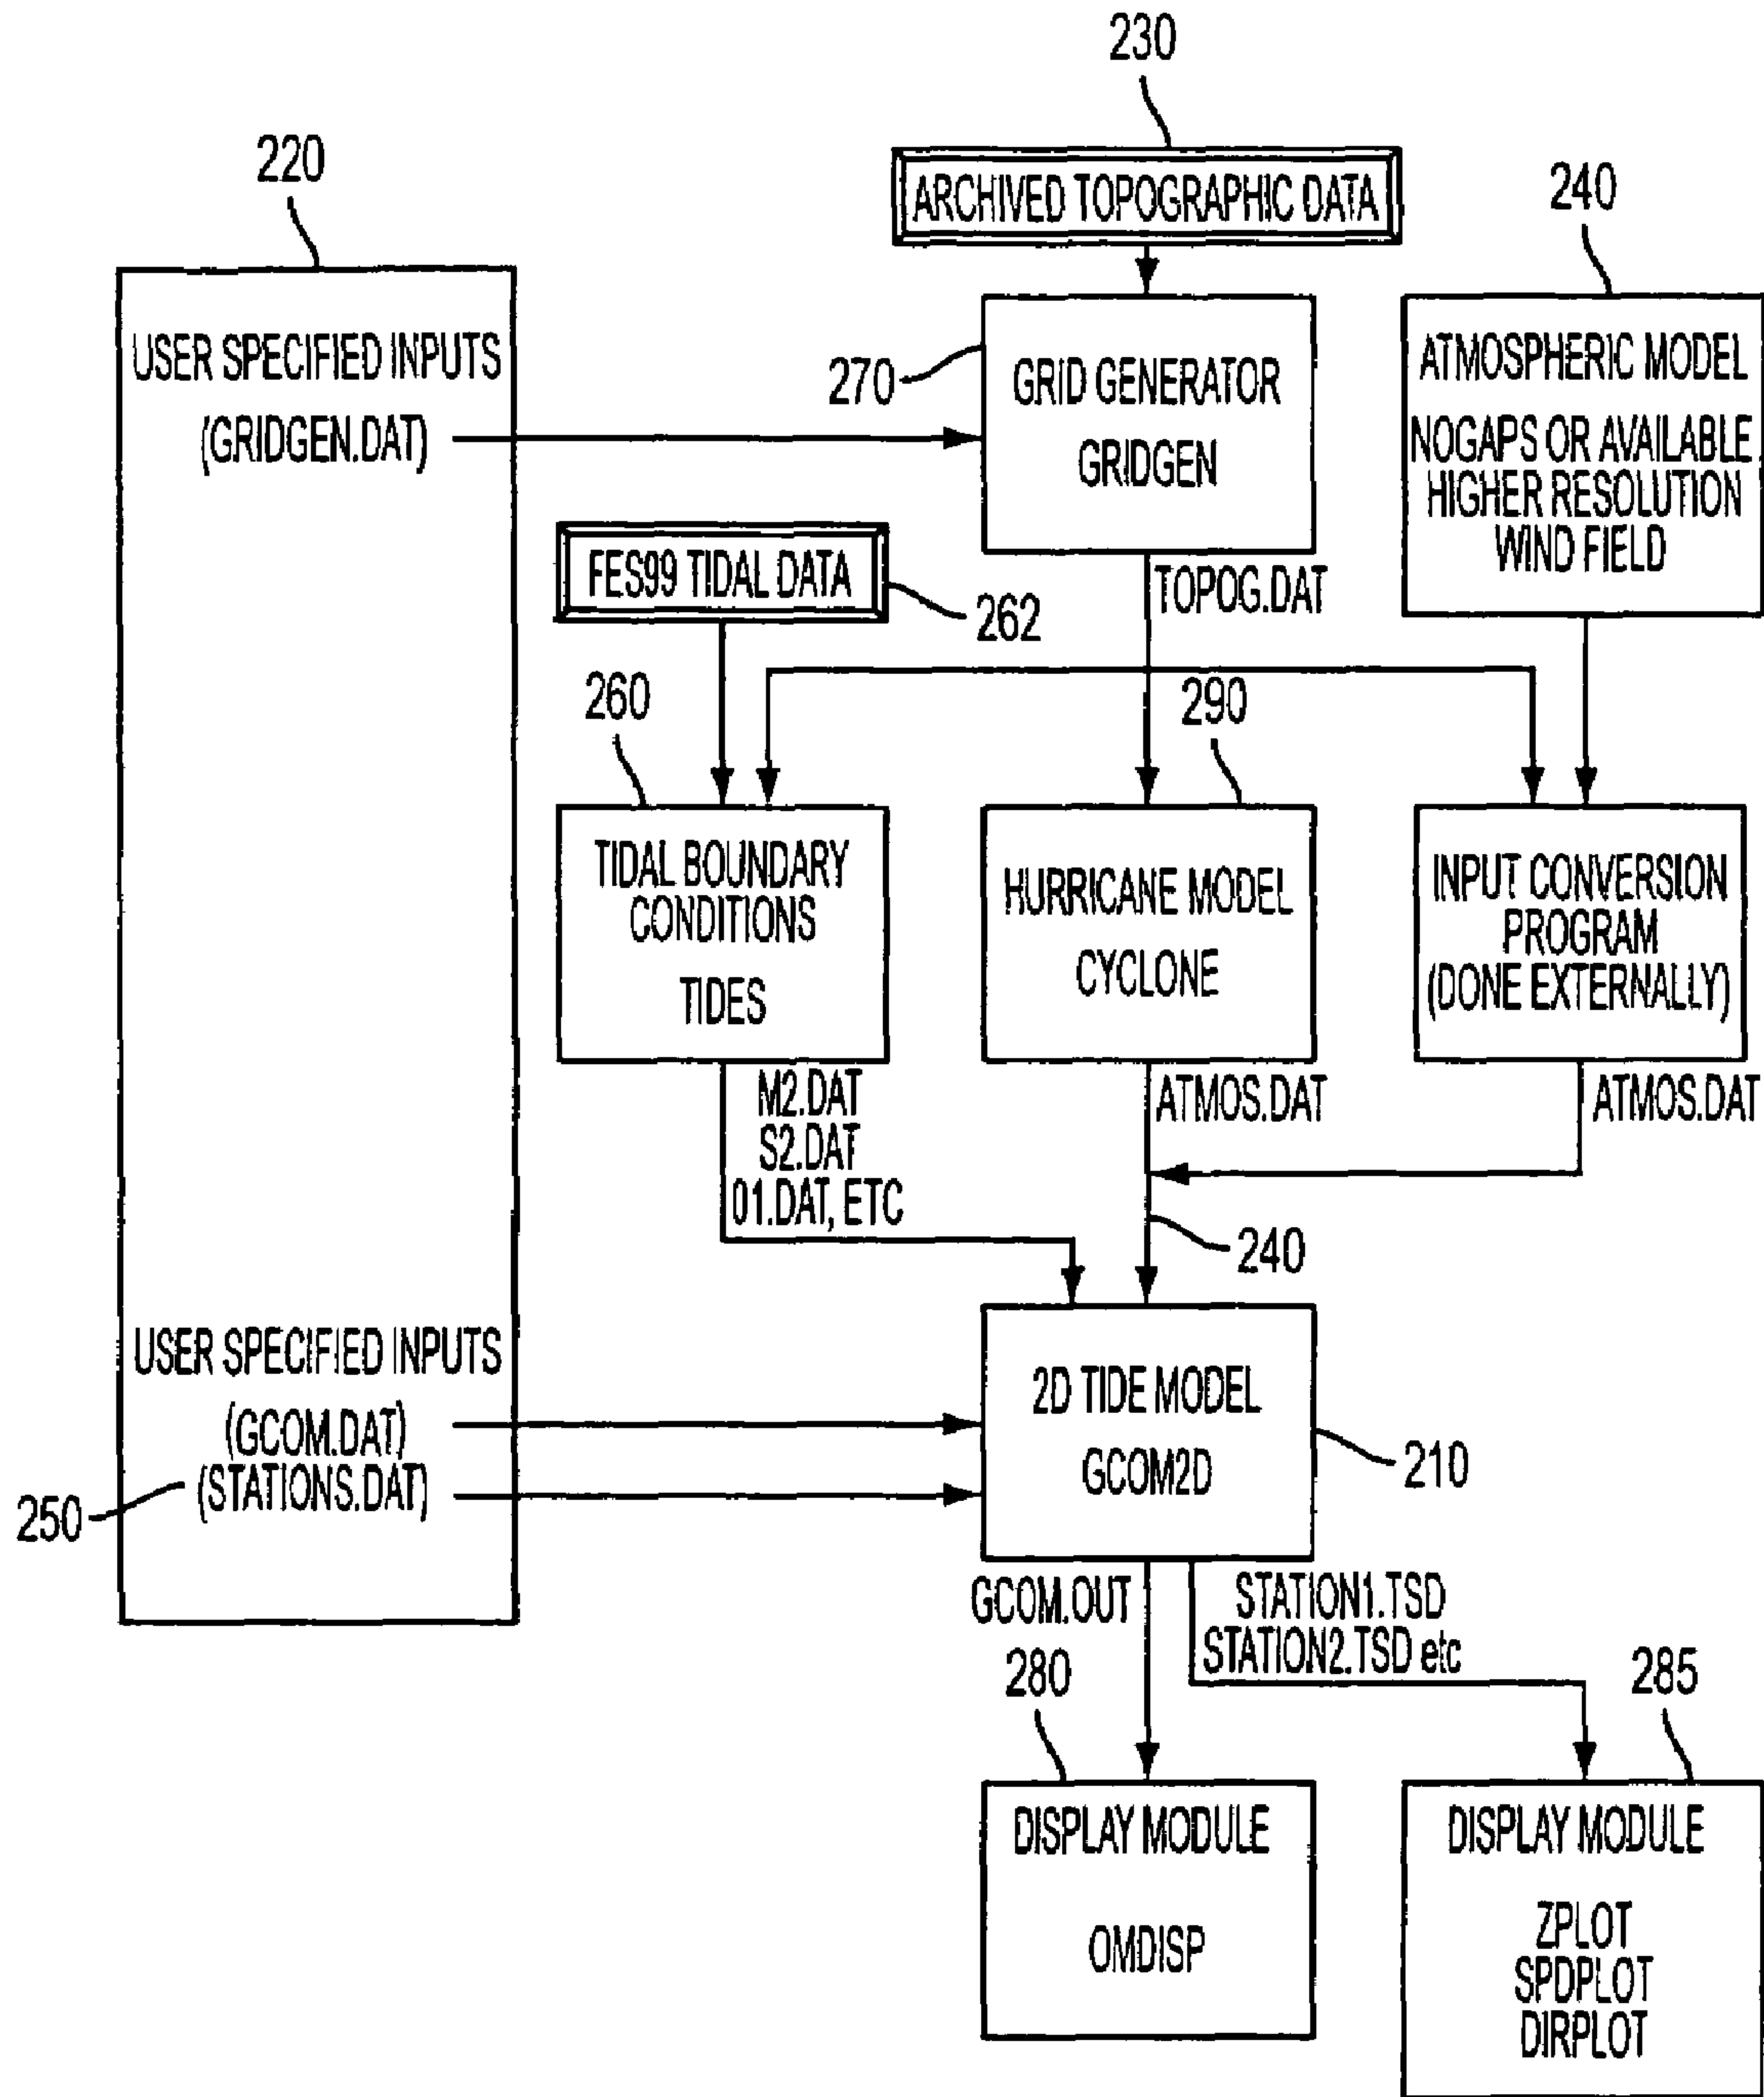 230
220
ARCHIVED TOPOGRAPHIC DATA
240
USER SPECIFIED INPUTS
(GRIDGEN.DAT)
270
GRID GENERATOR
GRIDGEN
ATMOSPHERIC MODEL
NOGAPS OR AVAILABLE
HIGHER RESOLUTION
WIND FIELD
FES99 TIDAL DATA
262
TOPOG.DAT
260
290
TIDAL BOUNDARY
CONDITIONS
TIDES
HURRICANE MODEL
CYCLONE
INPUT CONVERSION
PROGRAM
(DONE EXTERNALLY)
M2.DAT
S2.DAT
01.DAT, ETC
ATMOS.DAT
ATMOS.DAT
240
USER SPECIFIED INPUTS
(GCOM.DAT)
(STATIONS.DAT)
250
2D TIDE MODEL
GCOM2D
210
GCOM.OUT
STATION1.TSD
STATION2.TSD etc
280
285
DISPLAY MODULE
OMDISP
DISPLAY MODULE
ZPLOT
SPDPLOT
DIRPLOT